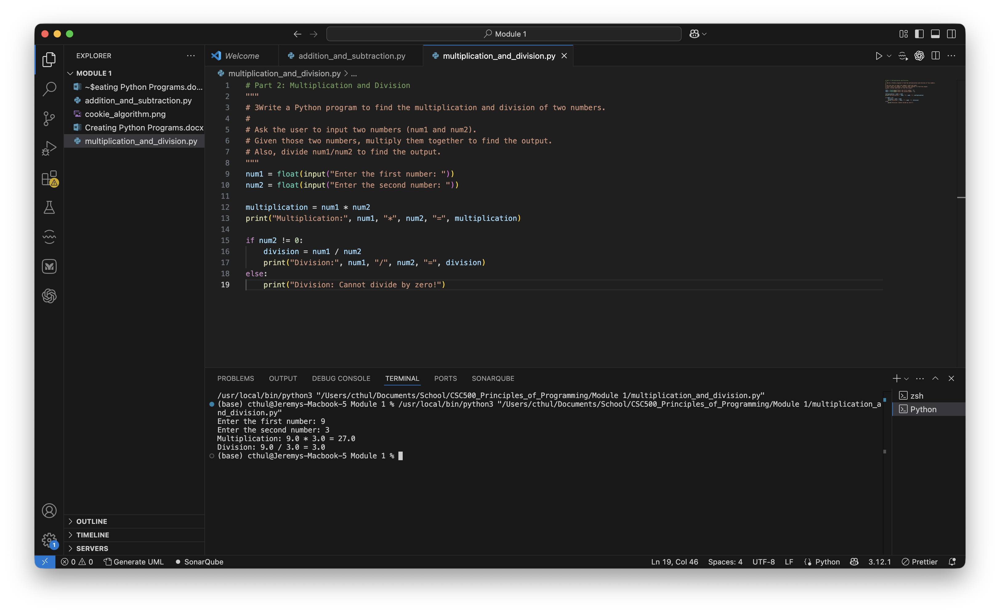 Module 1
EXPLORER
MODULE 1
~$eating Python Programs.do...
addition_and_subtraction.py
cookie_algorithm.png
Creating Python Programs.docx
multiplication_and_division.py
OUTLINE
TIMELINE
SERVERS
Welcome
addition_and_subtraction.py
multiplication_and_division.py
multiplication_and_division.py > ...
1 # Part 2: Multiplication and Division
2 """
3 # 3Write a Python program to find the multiplication and division of two numbers.
4 #
5 # Ask the user to input two numbers (num1 and num2).
6 # Given those two numbers, multiply them together to find the output.
7 # Also, divide num1/num2 to find the output.
8 """
9 num1 = float(input("Enter the first number: "))
10 num2 = float(input("Enter the second number: "))
11
12 multiplication = num1 * num2
13 print("Multiplication:", num1, "*", num2, "=", multiplication)
14
15 if num2 != 0:
16     division = num1 / num2
17     print("Division:", num1, "/", num2, "=", division)
18 else:
19     print("Division: Cannot divide by zero!")
PROBLEMS OUTPUT DEBUG CONSOLE TERMINAL PORTS SONARQUBE
/usr/local/bin/python3 "/Users/cthul/Documents/School/CSC500_Principles_of_Programming/Module 1/multiplication_and_division.py"
(base) cthul@Jeremys-Macbook-5 Module 1 % /usr/local/bin/python3 "/Users/cthul/Documents/School/CSC500_Principles_of_Programming/Module 1/multiplication_a
nd_division.py"
Enter the first number: 9
Enter the second number: 3
Multiplication: 9.0 * 3.0 = 27.0
Division: 9.0 / 3.0 = 3.0
(base) cthul@Jeremys-Macbook-5 Module 1 %
zsh
Python
1
0 0 Generate UML SonarQube Ln 19, Col 46 Spaces: 4 UTF-8 LF Python 3.12.1 Prettier